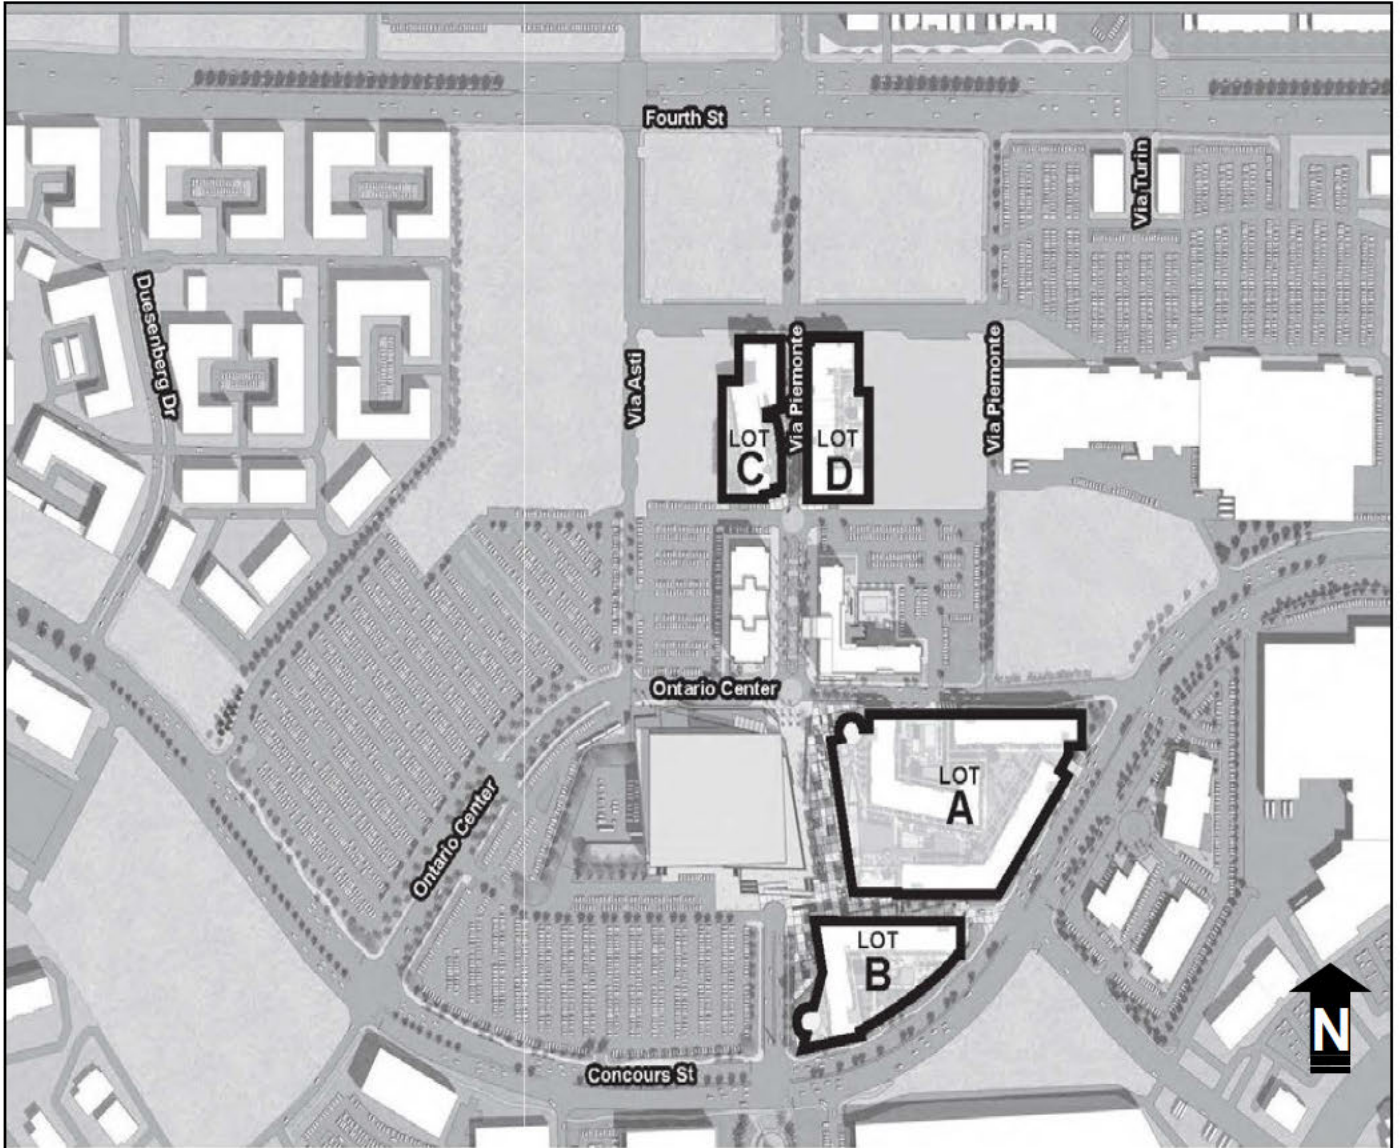 Fourth St
Via Turin
Duesenberg Dr
Via Asti
Via Piemonte
Via Piemonte
LOT
C
LOT
D
Ontario Center
LOT
A
Ontario Center
LOT
B
N
Concours St